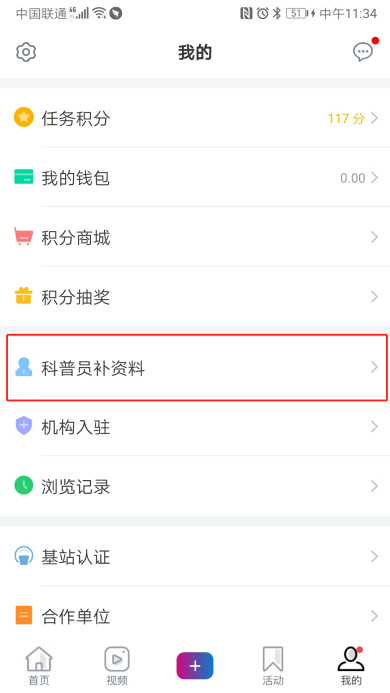 中国联通 46 51 中午11:34
我的
任务积分 117 分
我的钱包 0.00
积分商城
积分抽奖
科普员补资料
机构入驻
浏览记录
基站认证
合作单位
首页 视频 活动 我的